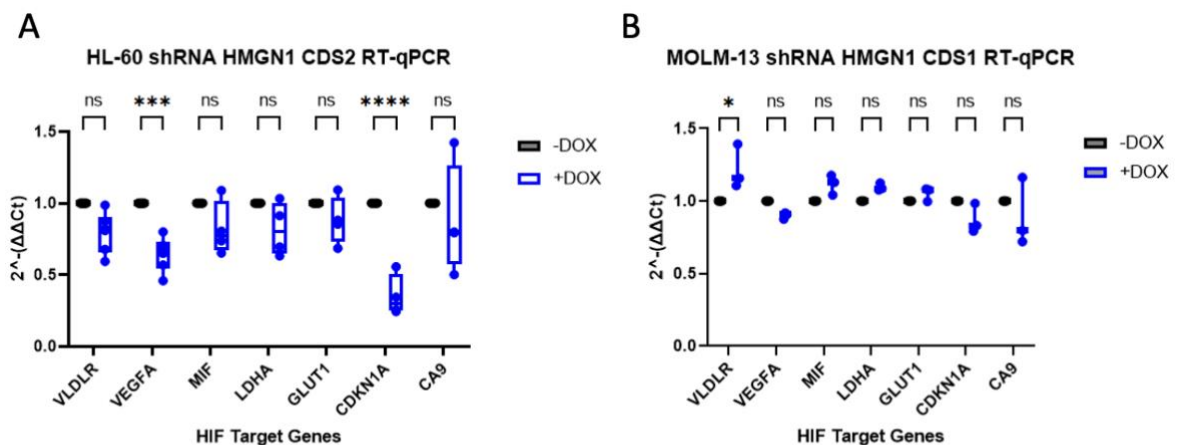 A
HL-60 shRNA HMGN1 CDS2 RT-qPCR
ns *** ns ns ns **** ns
1.5
1.0
0.5
0.0
2^-(ΔΔCt)
-DOX
+DOX
VLDLR
VEGFA
MIF
LDHA
GLUT1
CDKN1A
CA9
HIF Target Genes
B
MOLM-13 shRNA HMGN1 CDS1 RT-qPCR
* ns ns ns ns ns ns
1.5
1.0
0.5
0.0
2^-(ΔΔCt)
-DOX
+DOX
VLDLR
VEGFA
MIF
LDHA
GLUT1
CDKN1A
CA9
HIF Target Genes